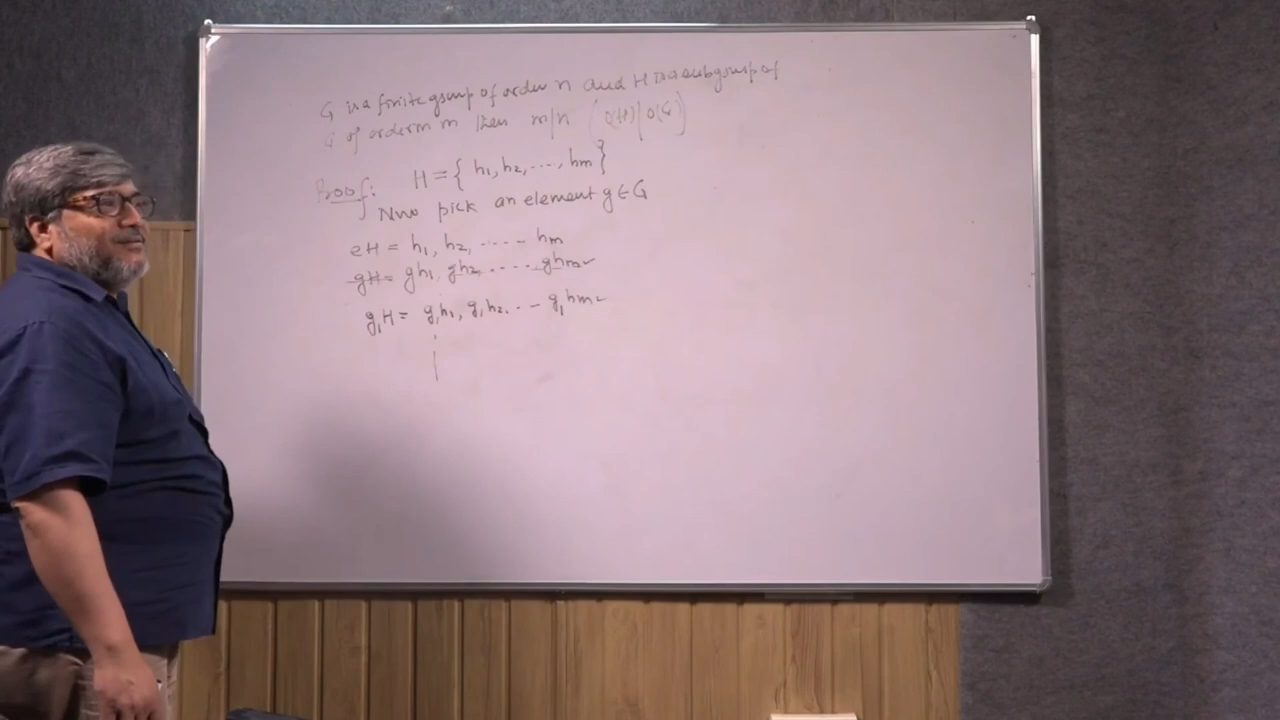 G is a finite group of order n and H is a subgroup of
G of order m then m/n (O(H)|O(G))
Proof: H = { h₁, h₂, ...., hm }
Now pick an element g ∈ G
eH = h₁, h₂, ..... hm
gH = gh₁, gh₂, ..... ghm
g₁H = g₁h₁, g₁h₂, ... g₁hm